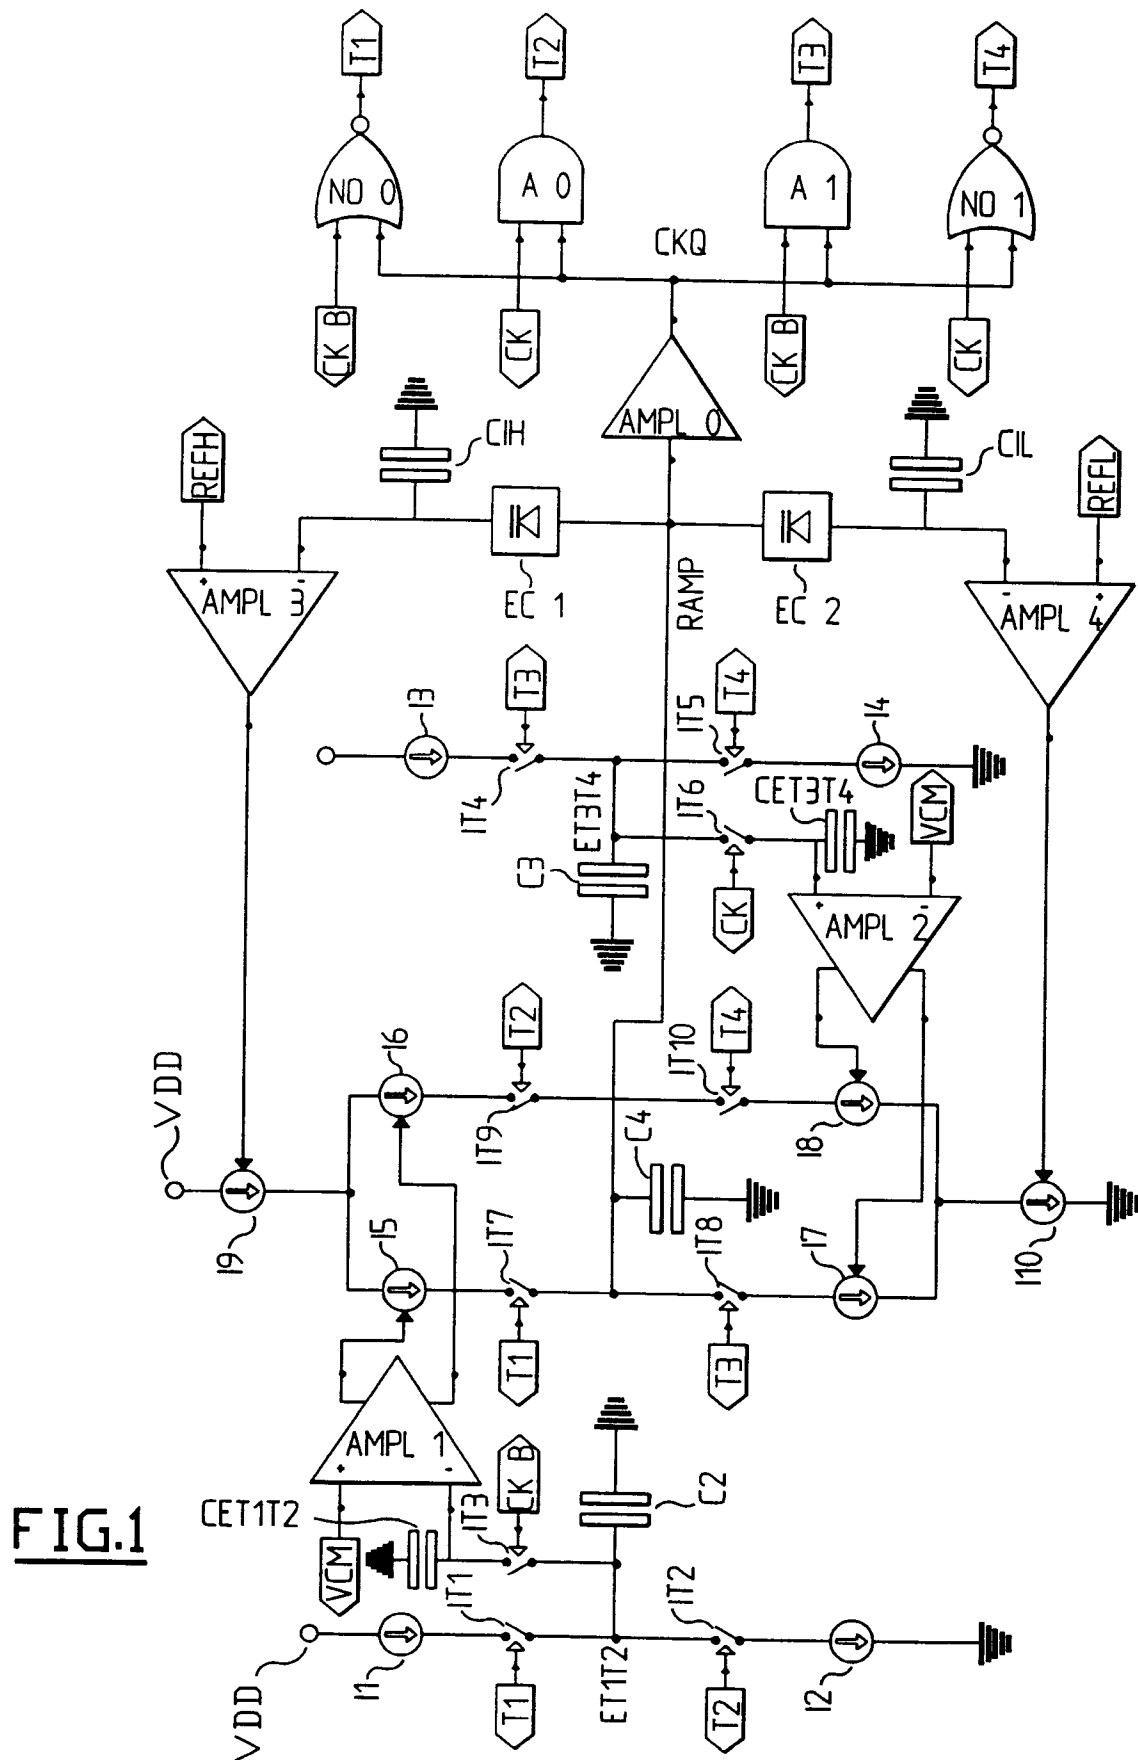 FIG.1
T1
T2
T3
T4
NO 0
A 0
A 1
NO 1
CKQ
CK B
CK
CK B
CK
AMPL 0
REFH
CIH
CIL
REFL
AMPL 3
EC 1
RAMP
EC 2
AMPL 4
I3
T3
IT4
ET3T4
C3
IT5
T4
I4
IT6
CET3T4
VCM
CK
AMPL 2
VDD
I9
I6
T2
IT9
IT10
T4
I8
C4
I5
IT7
IT8
I7
I10
T1
T3
AMPL 1
CET1T2
VCM
IT3
CK B
C2
VDD
I1
IT1
T1
ET1T2
IT2
T2
I2